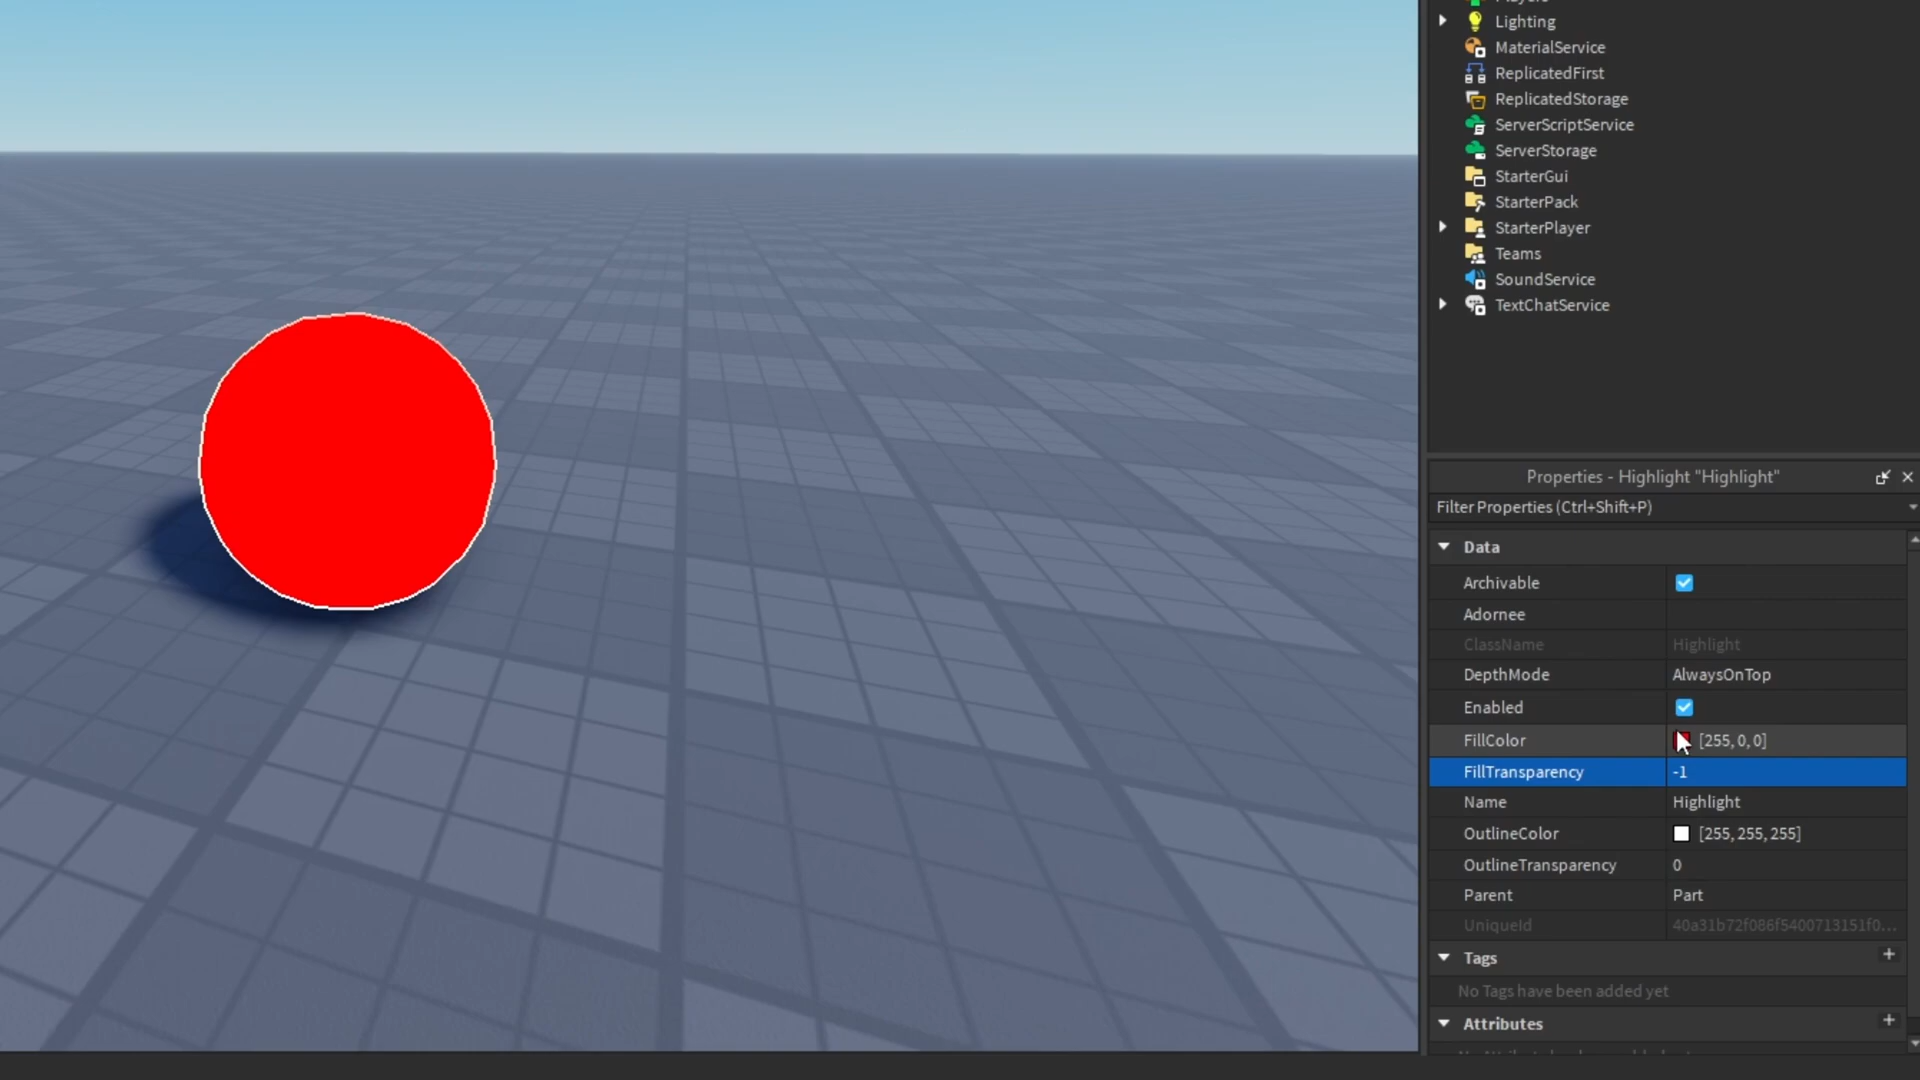 Lighting
MaterialService
ReplicatedFirst
ReplicatedStorage
ServerScriptService
ServerStorage
StarterGui
StarterPack
StarterPlayer
Teams
SoundService
TextChatService
Properties - Highlight "Highlight"
Filter Properties (Ctrl+Shift+P)
Data
Archivable
Adornee
ClassName Highlight
DepthMode AlwaysOnTop
Enabled
FillColor [255, 0, 0]
FillTransparency -1
Name Highlight
OutlineColor [255, 255, 255]
OutlineTransparency 0
Parent Part
UniqueId 40a31b72f086f5400713151f0...
Tags
No Tags have been added yet
Attributes